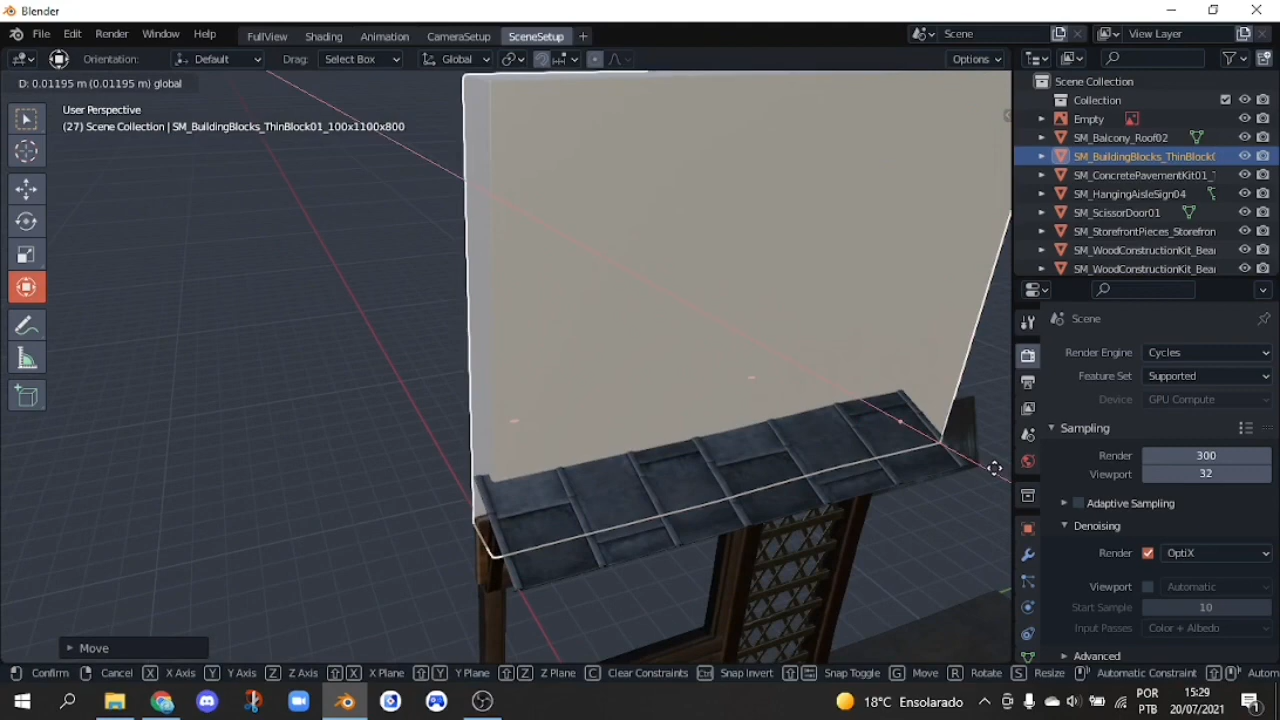 Blender
File Edit Render Window Help
FullView Shading Animation CameraSetup SceneSetup +
Scene View Layer
Orientation: Default Drag: Select Box Global Options
D: 0.01195 m (0.01195 m) global
User Perspective
(27) Scene Collection | SM_BuildingBlocks_ThinBlock01_100x1100x800
Scene Collection
Collection
Empty
SM_Balcony_Roof02
SM_BuildingBlocks_ThinBlock
SM_ConcretePavementKit01_
SM_HangingAisleSign04
SM_ScissorDoor01
SM_StorefrontPieces_Storefron
SM_WoodConstructionKit_Bear
SM_WoodConstructionKit_Bear
Scene
Render Engine Cycles
Feature Set Supported
Device GPU Compute
Sampling
Render 300
Viewport 32
Adaptive Sampling
Denoising
Render OptiX
Viewport Automatic
Start Sample 10
Input Passes Color + Albedo
Advanced
Move
Confirm Cancel X X Axis Y Y Axis Z Z Axis X X Plane Y Y Plane Z Z Plane C Clear Constraints Ctrl Snap Invert Snap Toggle G Move R Rotate S Resize Automatic Constraint Autom
18°C Ensolarado POR PTB 15:29 20/07/2021 1